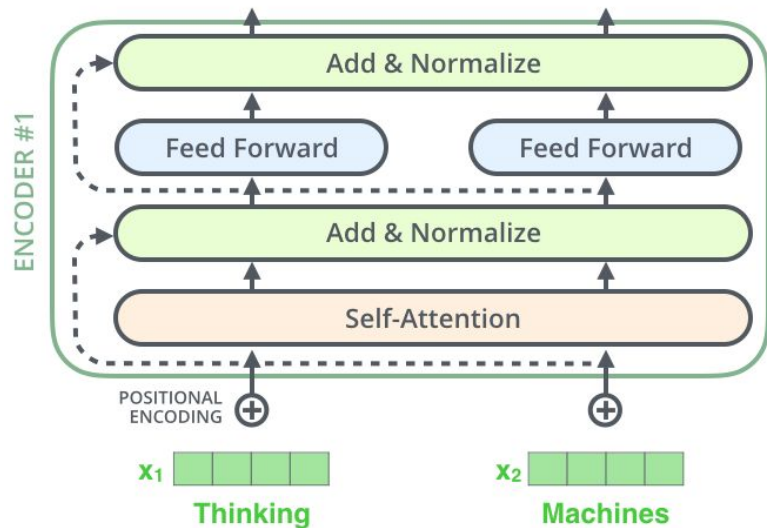 ENCODER #1
Add & Normalize
Feed Forward Feed Forward
Add & Normalize
Self-Attention
POSITIONAL
ENCODING
x₁ x₂
Thinking Machines